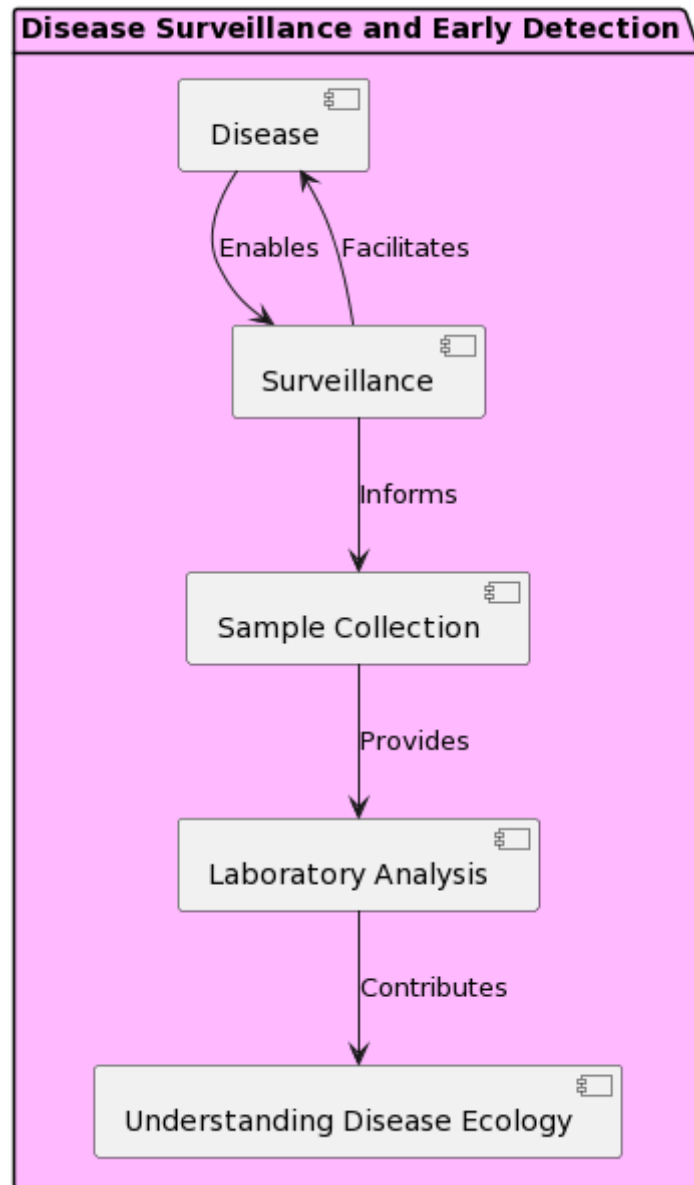 Disease Surveillance and Early Detection
Disease
Enables
Facilitates
Surveillance
Informs
Sample Collection
Provides
Laboratory Analysis
Contributes
Understanding Disease Ecology